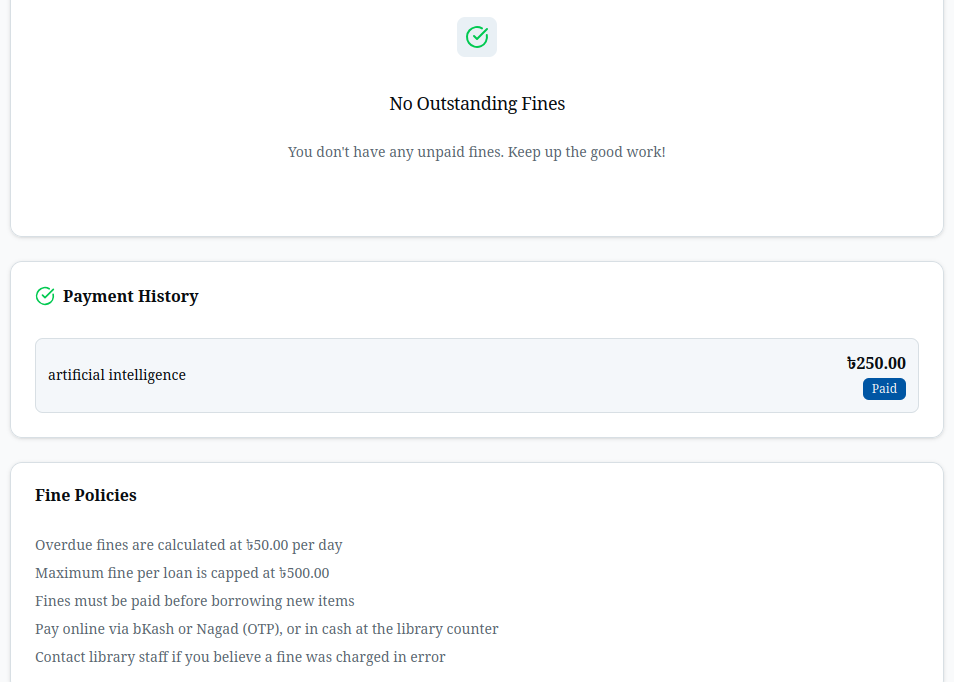 No Outstanding Fines
You don't have any unpaid fines. Keep up the good work!
Payment History
artificial intelligence
৳250.00
Paid
Fine Policies
Overdue fines are calculated at ৳50.00 per day
Maximum fine per loan is capped at ৳500.00
Fines must be paid before borrowing new items
Pay online via bKash or Nagad (OTP), or in cash at the library counter
Contact library staff if you believe a fine was charged in error